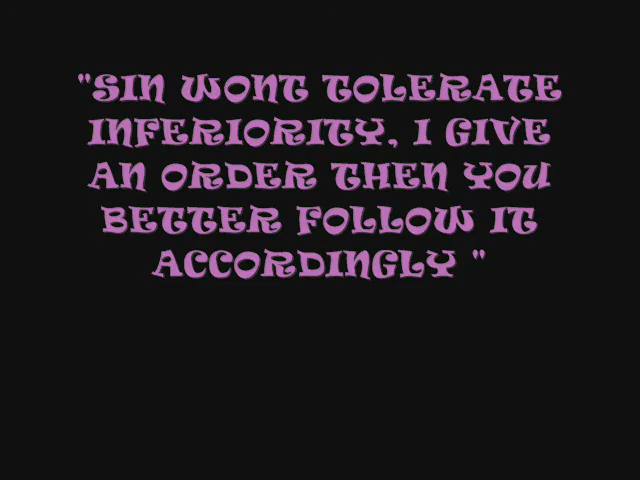 "SIN WONT TOLERATE
INFERIORITY, I GIVE
AN ORDER THEN YOU
BETTER FOLLOW IT
ACCORDINGLY "